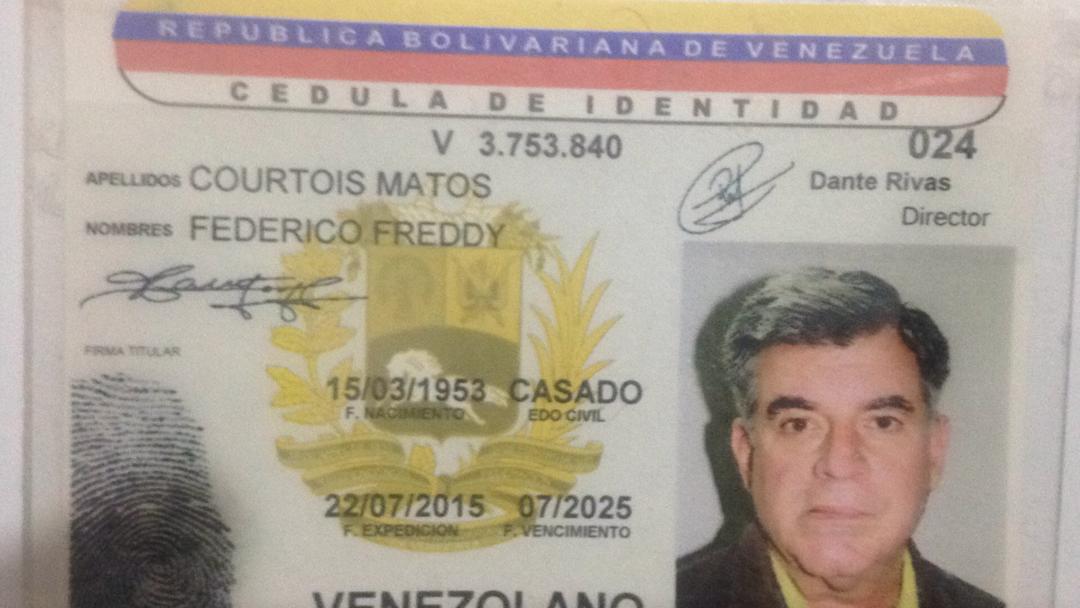 REPUBLICA BOLIVARIANA DE VENEZUELA
CEDULA DE IDENTIDAD
V 3.753.840
024
APELLIDOS COURTOIS MATOS
Dante Rivas
Director
NOMBRES FEDERICO FREDDY
FIRMA TITULAR
15/03/1953 CASADO
F. NACIMIENTO EDO CIVIL
22/07/2015 07/2025
F. EXPEDICION F. VENCIMIENTO
VENEZOLANO